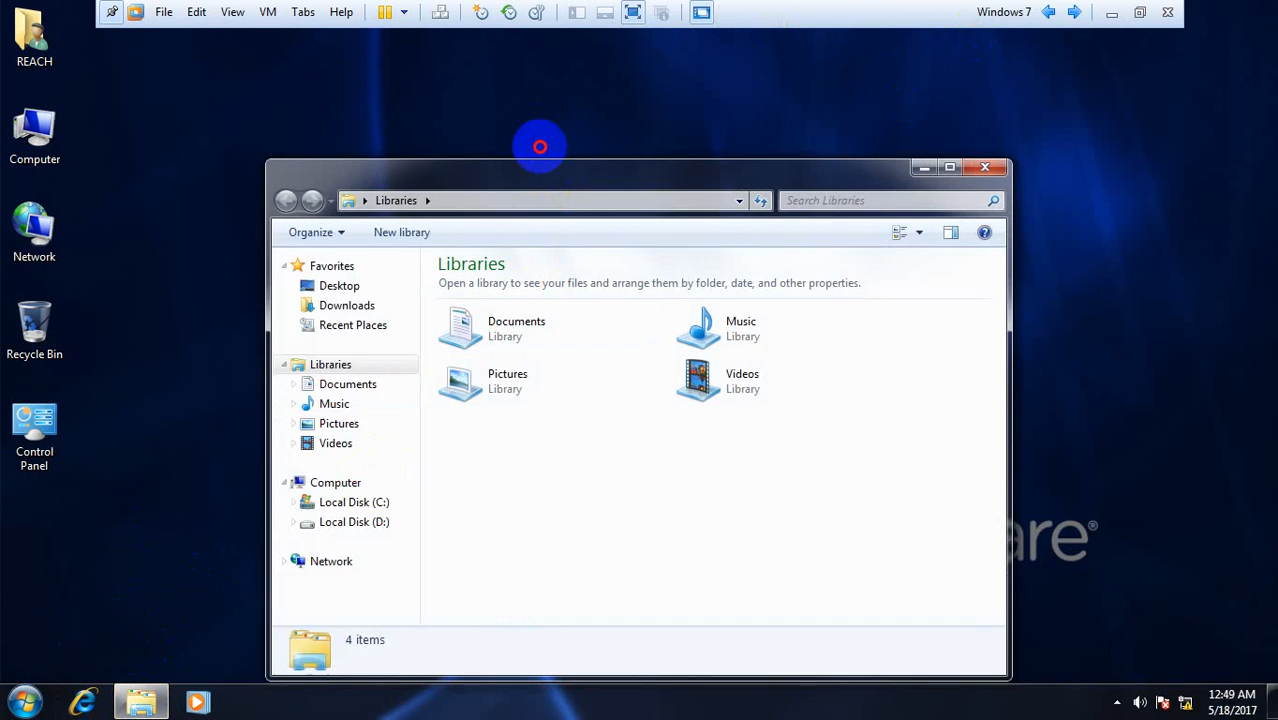 File Edit View VM Tabs Help
Windows 7
REACH
Computer
Network
Recycle Bin
Control
Panel
Libraries
Search Libraries
Organize
New library
Favorites
Desktop
Downloads
Recent Places
Libraries
Documents
Music
Pictures
Videos
Computer
Local Disk (C:)
Local Disk (D:)
Network
Libraries
Open a library to see your files and arrange them by folder, date, and other properties.
Documents
Library
Music
Library
Pictures
Library
Videos
Library
4 items
are®
12:49 AM
5/18/2017